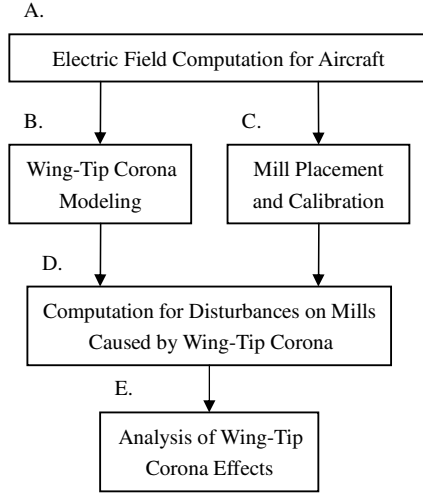 A.
Electric Field Computation for Aircraft
B.
Wing-Tip Corona
Modeling
C.
Mill Placement
and Calibration
D.
Computation for Disturbances on Mills
Caused by Wing-Tip Corona
E.
Analysis of Wing-Tip
Corona Effects